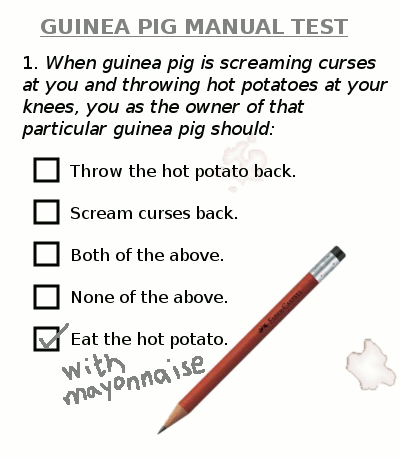 GUINEA PIG MANUAL TEST
1. When guinea pig is screaming curses
at you and throwing hot potatoes at your
knees, you as the owner of that
particular guinea pig should:
Throw the hot potato back.
Scream curses back.
Both of the above.
None of the above.
Eat the hot potato.
with
mayonnaise
FABER-CASTELL